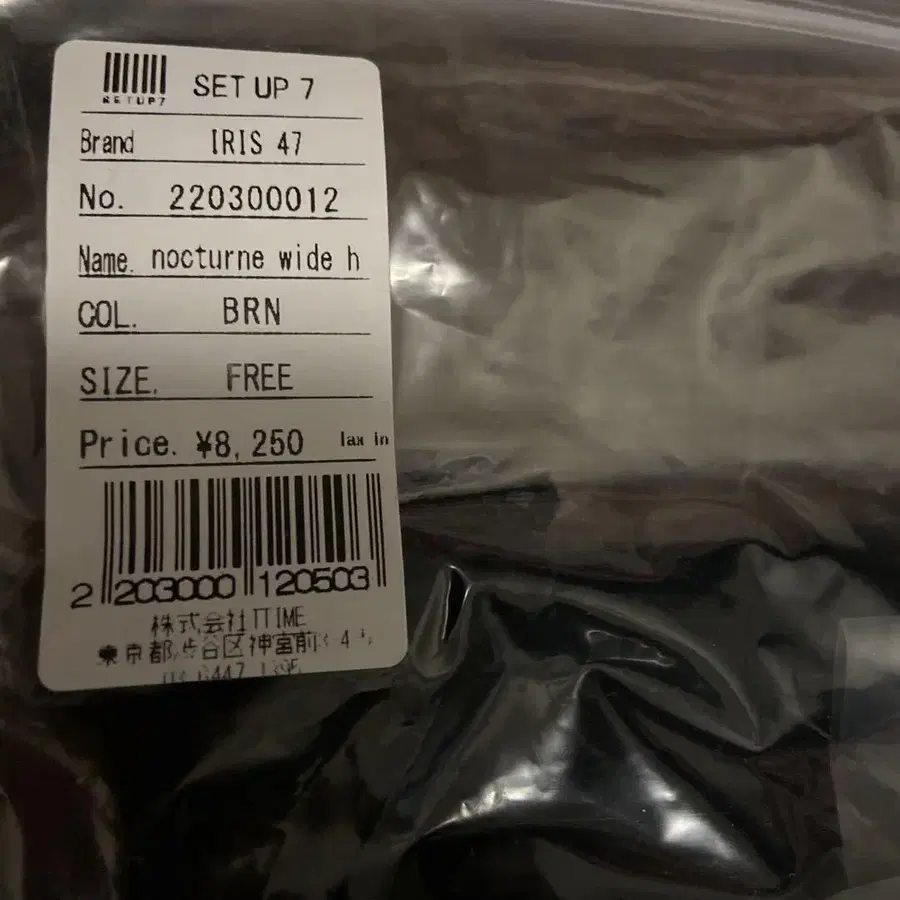 SETUP7
SET UP 7
Brand IRIS 47
No. 220300012
Name. nocturne wide h
COL. BRN
SIZE. FREE
Price. ¥8,250 Tax in
2 203000 120503
株式会社ITIME
東京都渋谷区神宮前